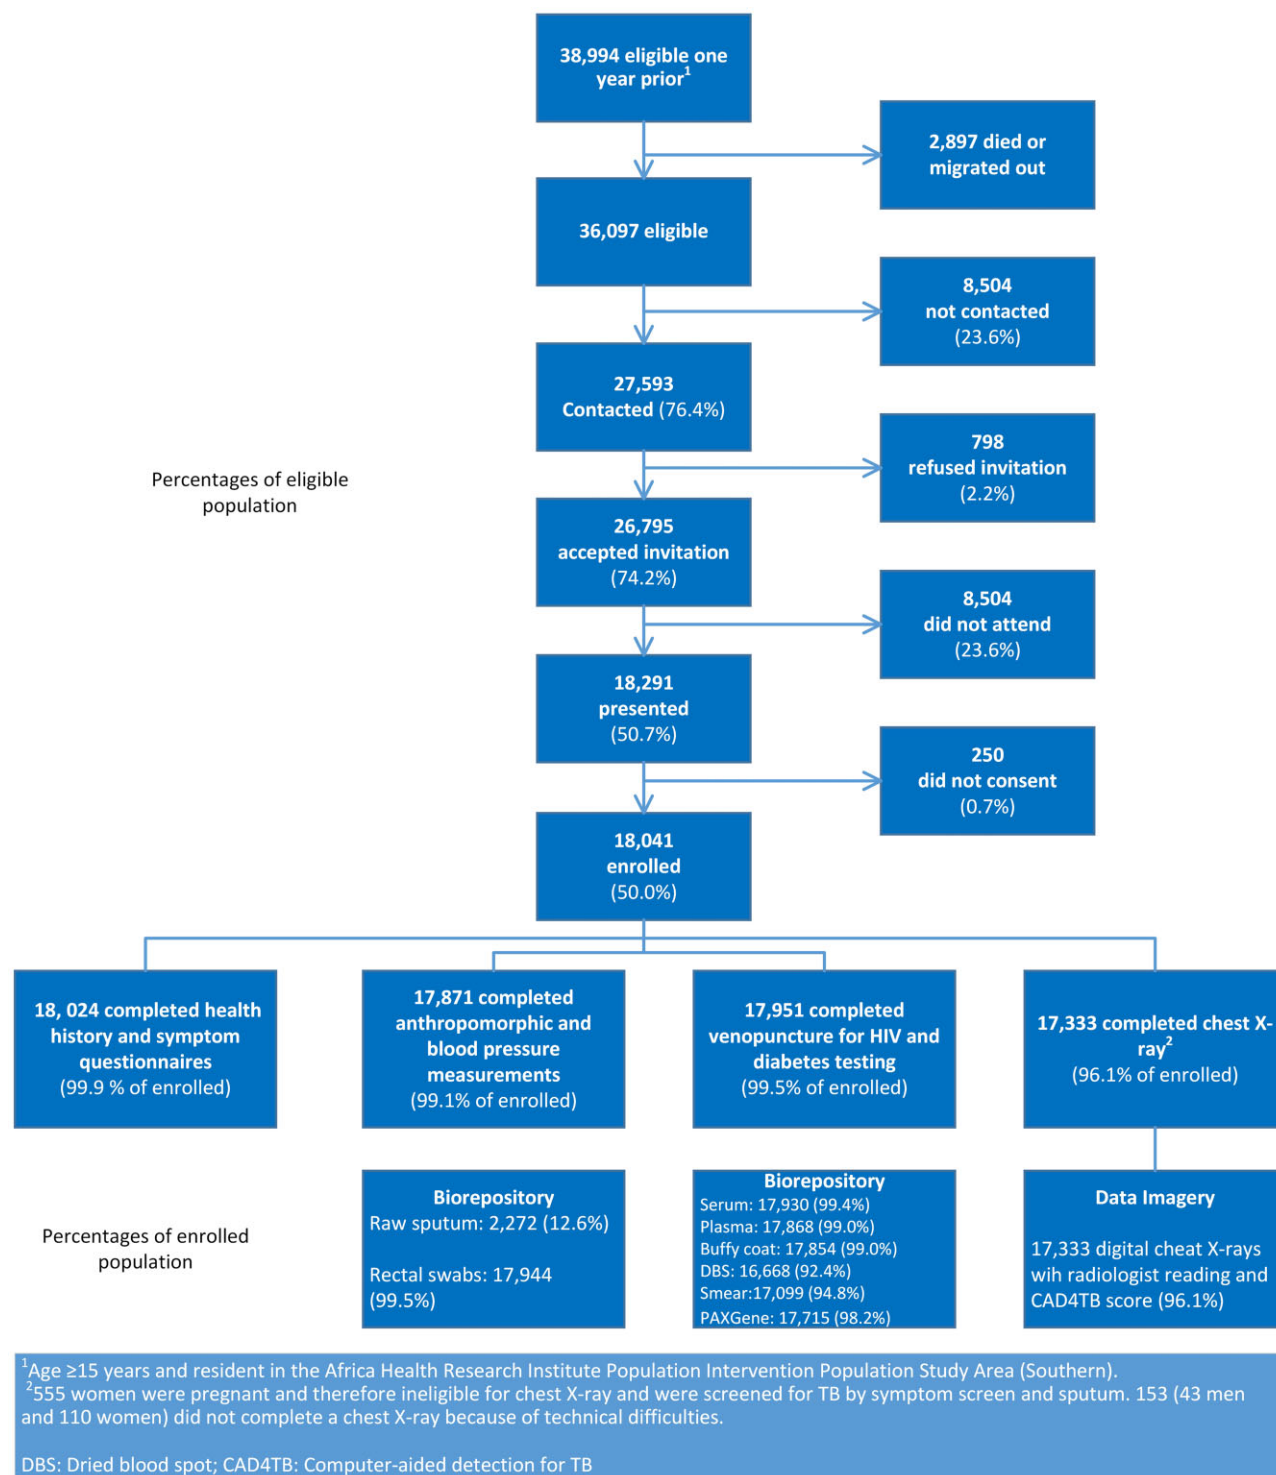 38,994 eligible one
year prior1
2,897 died or
migrated out
36,097 eligible
8,504
not contacted
(23.6%)
27,593
Contacted (76.4%)
798
refused invitation
(2.2%)
Percentages of eligible
population
26,795
accepted invitation
(74.2%)
8,504
did not attend
(23.6%)
18,291
presented
(50.7%)
250
did not consent
(0.7%)
18,041
enrolled
(50.0%)
18, 024 completed health
history and symptom
questionnaires
(99.9 % of enrolled)
17,871 completed
anthropomorphic and
blood pressure
measurements
(99.1% of enrolled)
17,951 completed
venopuncture for HIV and
diabetes testing
(99.5% of enrolled)
17,333 completed chest X-
ray2
(96.1% of enrolled)
Percentages of enrolled
population
Biorepository
Raw sputum: 2,272 (12.6%)
Rectal swabs: 17,944
(99.5%)
Biorepository
Serum: 17,930 (99.4%)
Plasma: 17,868 (99.0%)
Buffy coat: 17,854 (99.0%)
DBS: 16,668 (92.4%)
Smear:17,099 (94.8%)
PAXGene: 17,715 (98.2%)
Data Imagery
17,333 digital cheat X-rays
wih radiologist reading and
CAD4TB score (96.1%)
1Age ≥15 years and resident in the Africa Health Research Institute Population Intervention Population Study Area (Southern).
2555 women were pregnant and therefore ineligible for chest X-ray and were screened for TB by symptom screen and sputum. 153 (43 men
and 110 women) did not complete a chest X-ray because of technical difficulties.
DBS: Dried blood spot; CAD4TB: Computer-aided detection for TB